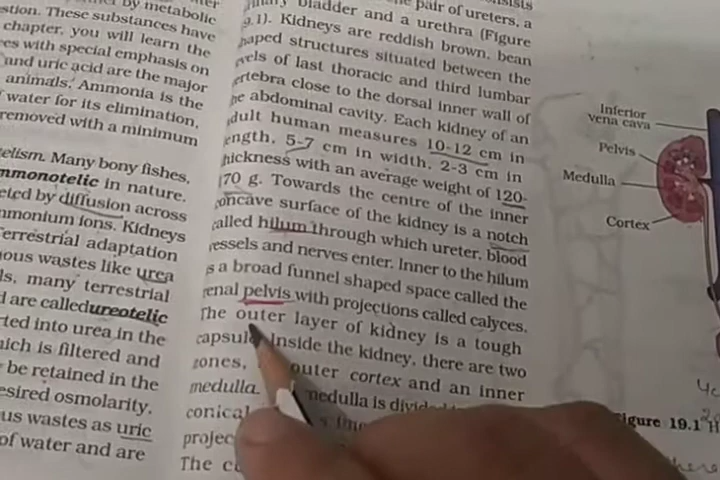 by metabolic
stion. These substances have
chapter, you will learn the
es with special emphasis on
and uric acid are the major
animals. Ammonia is the
water for its elimination,
removed with a minimum
telism. Many bony fishes,
mmonotelic in nature.
eted by diffusion across
mmonium ions. Kidneys
Terrestrial adaptation
ous wastes like urea
ls, many terrestrial
d are called ureotelic
rted into urea in the
hich is filtered and
be retained in the
esired osmolarity.
us wastes as uric
of water and are
pair of ureters, a
bladder and a urethra (Figure
9.1). Kidneys are reddish brown, bean
haped structures situated between the
evels of last thoracic and third lumbar
ertebra close to the dorsal inner wall of
he abdominal cavity. Each kidney of an
dult human measures 10-12 cm in
ength, 5-7 cm in width, 2-3 cm in
hickness with an average weight of 120-
170 g. Towards the centre of the inner
concave surface of the kidney is a notch
called hilum through which ureter, blood
vessels and nerves enter. Inner to the hilum
is a broad funnel shaped space called the
renal pelvis with projections called calyces.
The outer layer of kidney is a tough
capsule. Inside the kidney, there are two
zones, outer cortex and an inner
medulla. medulla is
conical
projec
The c
Inferior
vena cava
Pelvis
Medulla
Cortex
igure 19.1 H